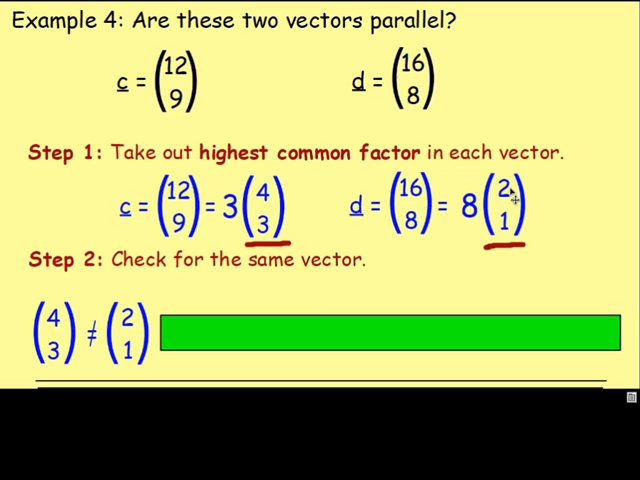 Example 4: Are these two vectors parallel?
c = (12 9) d = (16 8)
Step 1: Take out highest common factor in each vector.
c = (12 9) = 3 (4 3) d = (16 8) = 8 (2 1)
Step 2: Check for the same vector.
(4 3) ≠ (2 1)